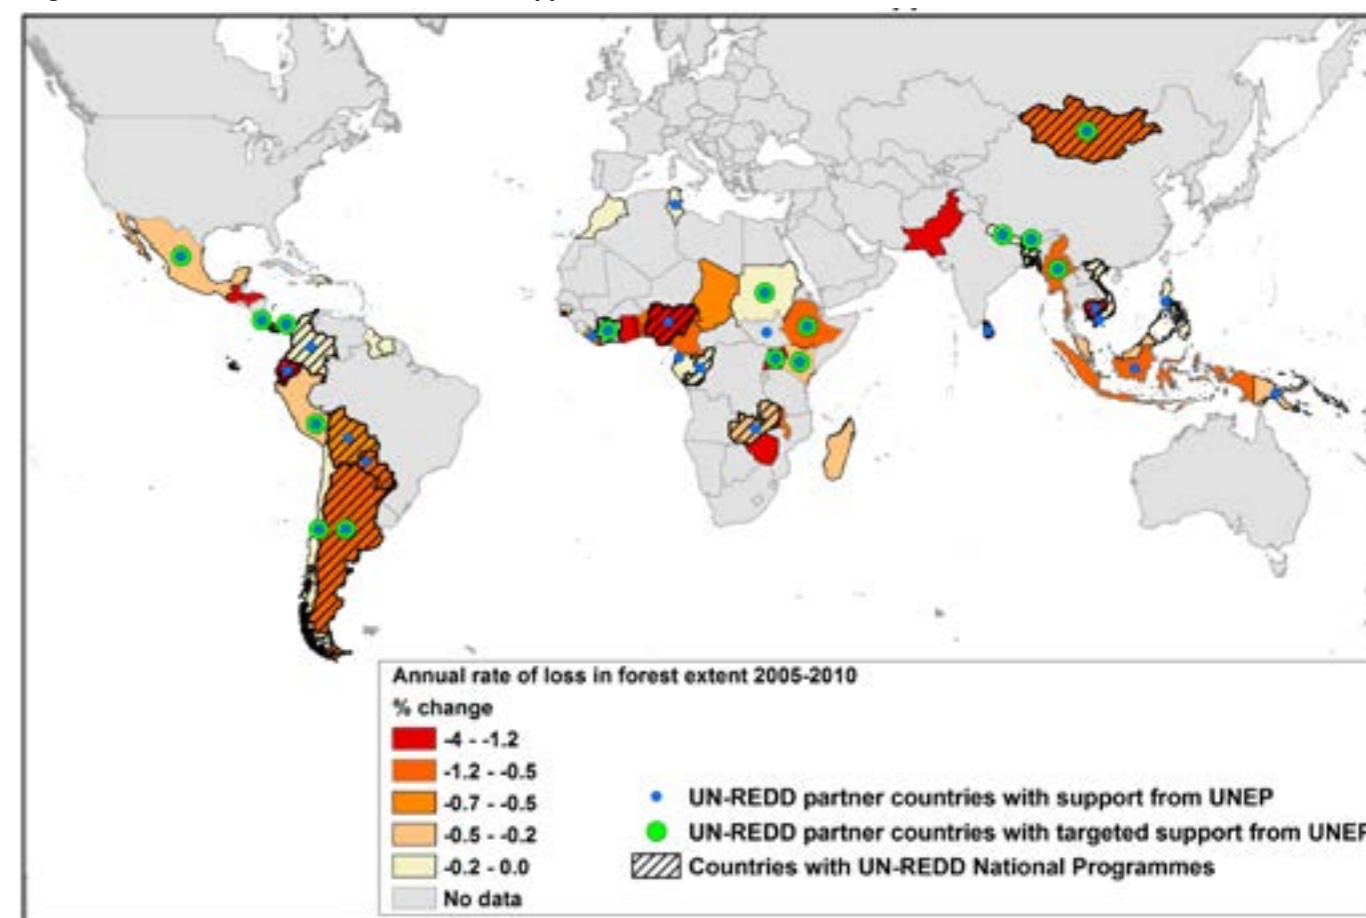 Annual rate of loss in forest extent 2005-2010
% change
-4 - -1.2
-1.2 - -0.5
-0.7 - -0.5
-0.5 - -0.2
-0.2 - 0.0
No data
UN-REDD partner countries with support from UNEP
UN-REDD partner countries with targeted support from UNEP
Countries with UN-REDD National Programmes